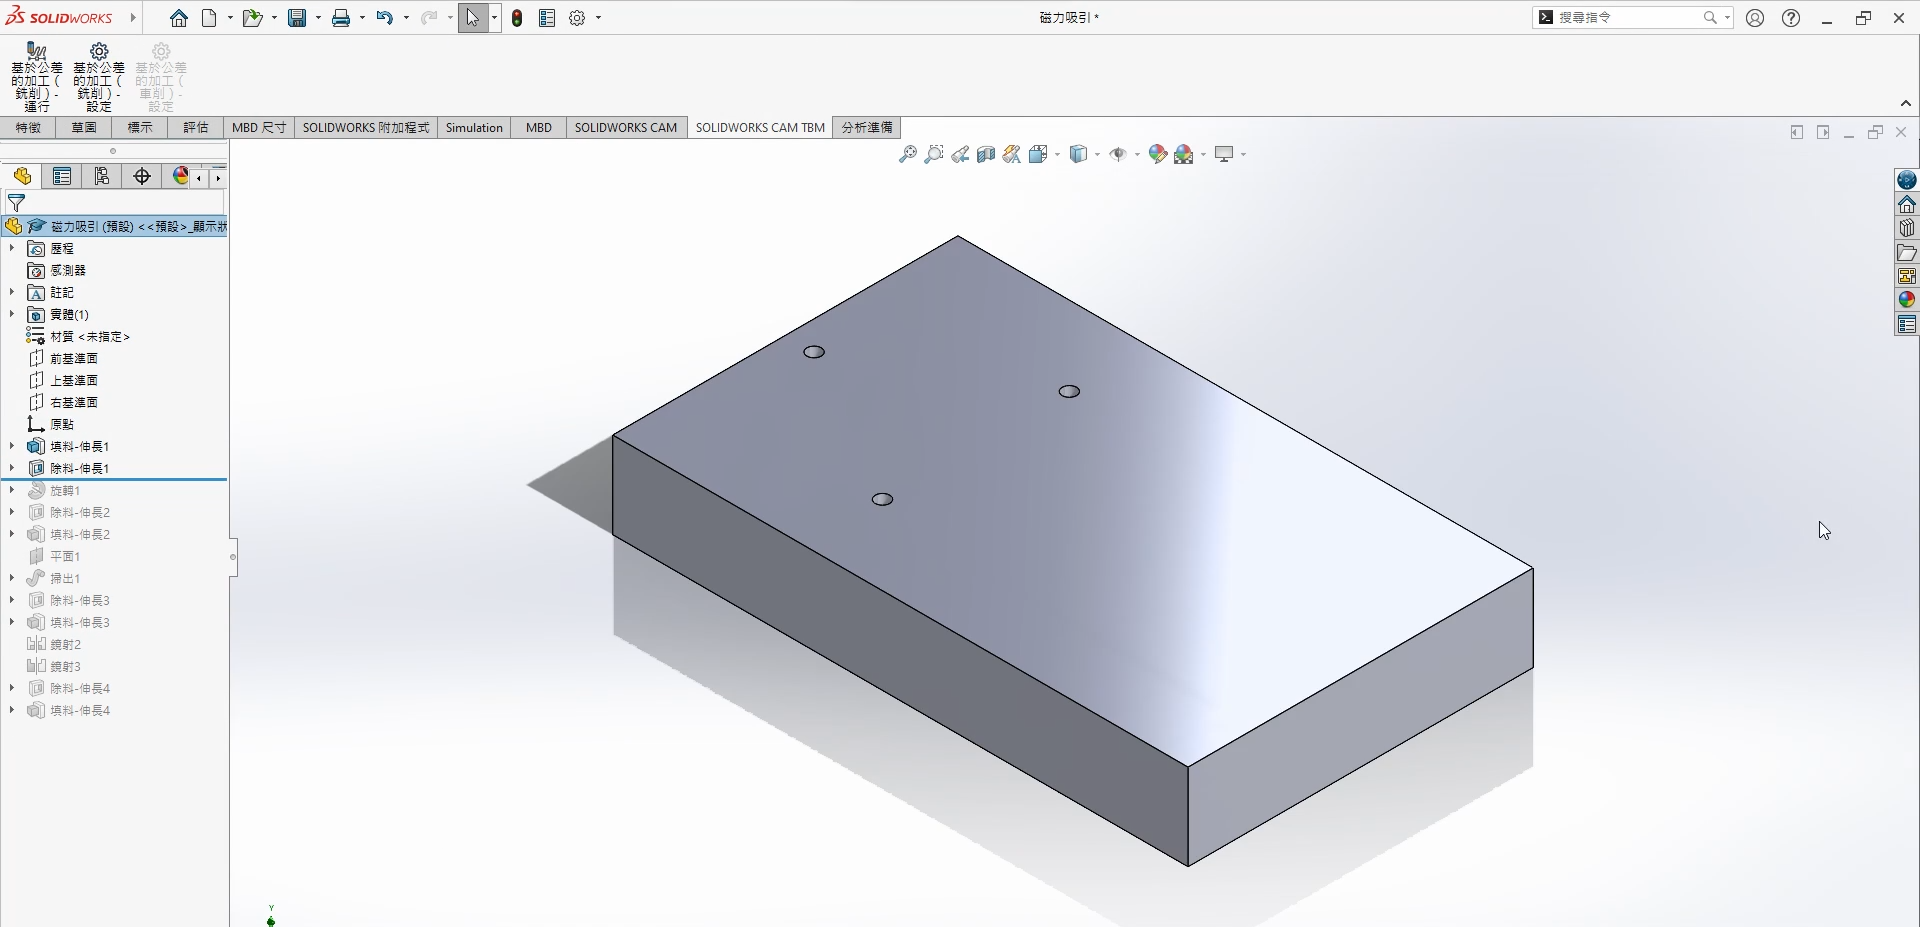 SOLIDWORKS
磁力吸引 *
搜尋指令
基於公差的加工（銑削）- 運行
基於公差的加工（銑削）- 設定
基於公差的加工（車削）- 設定
特徵 草圖 標示 評估 MBD 尺寸 SOLIDWORKS 附加程式 Simulation MBD SOLIDWORKS CAM SOLIDWORKS CAM TBM 分析準備
磁力吸引 (預設) <<預設>_顯示狀
歷程
感測器
註記
實體(1)
材質 <未指定>
前基準面
上基準面
右基準面
原點
填料-伸長1
除料-伸長1
旋轉1
除料-伸長2
填料-伸長2
平面1
掃出1
除料-伸長3
填料-伸長3
鏡射2
鏡射3
除料-伸長4
填料-伸長4
Y